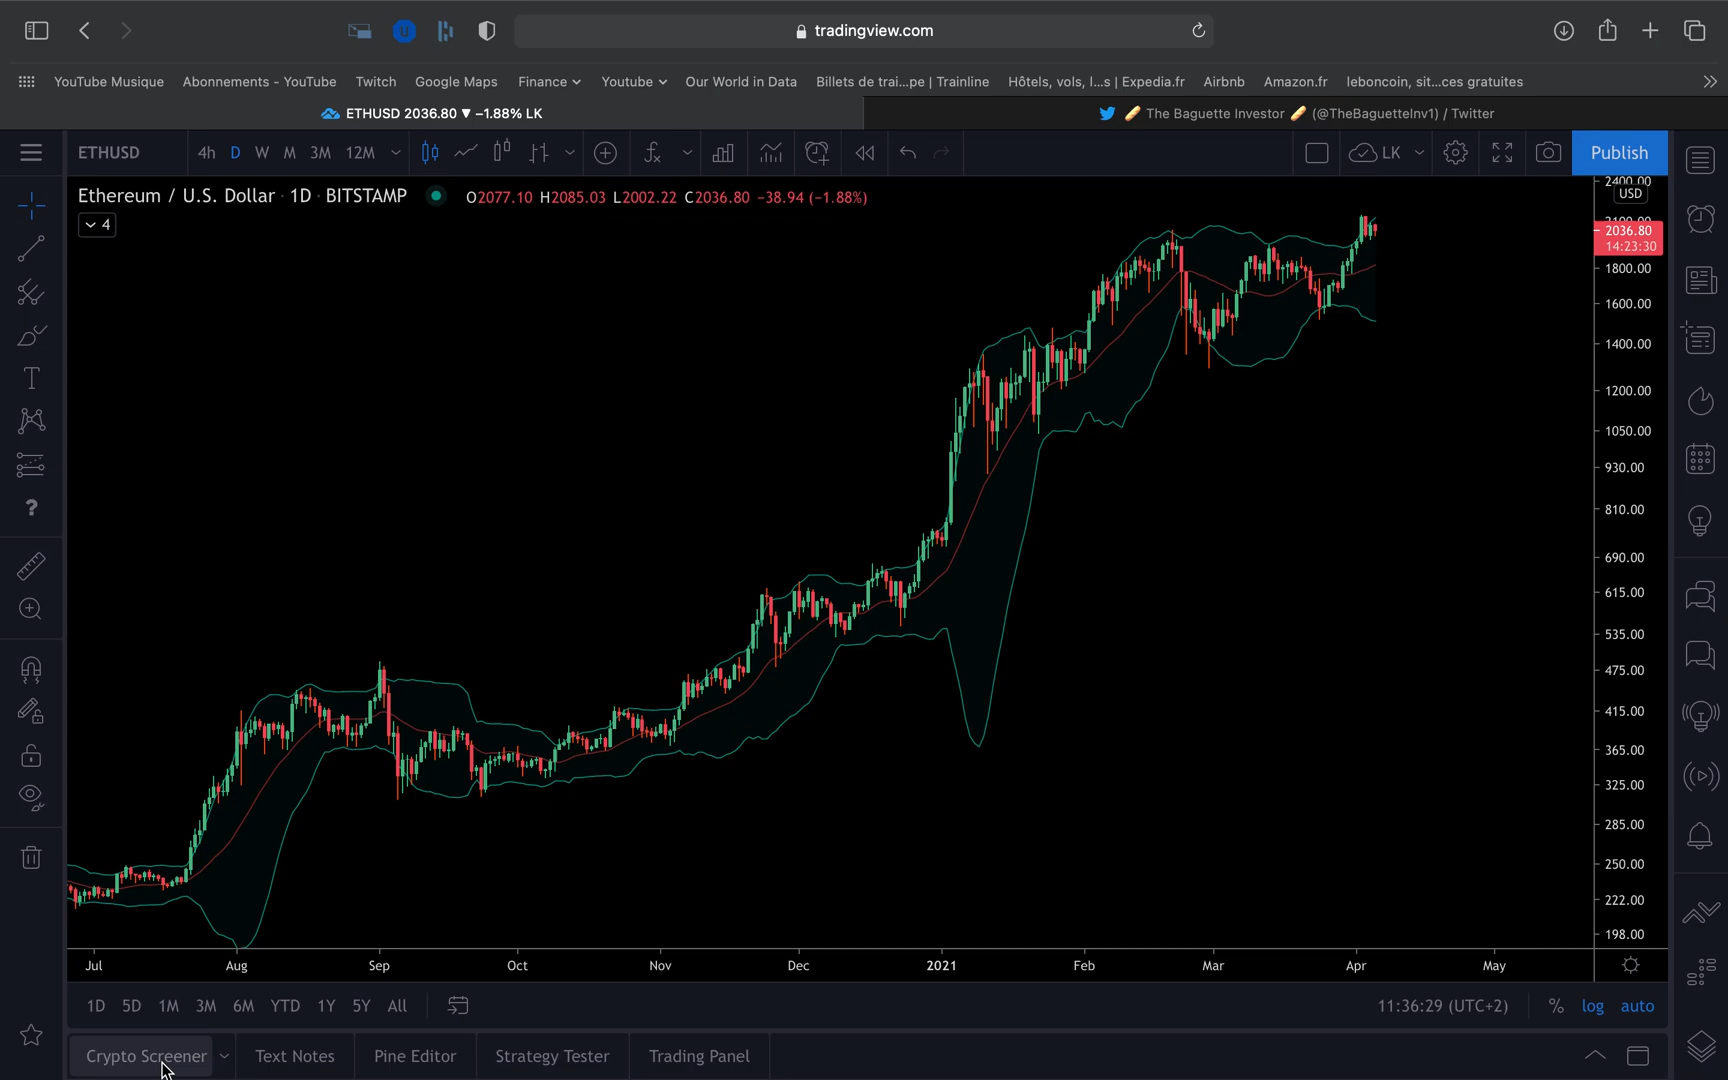 tradingview.com
YouTube Musique Abonnements - YouTube Twitch Google Maps Finance Youtube Our World in Data Billets de trai...pe | Trainline Hôtels, vols, l...s | Expedia.fr Airbnb Amazon.fr leboncoin, sit...ces gratuites
ETHUSD 2036.80 ▼ −1.88% LK
🥖 The Baguette Investor 🥖 (@TheBaguetteInv1) / Twitter
ETHUSD 4h D W M 3M 12M LK Publish
Ethereum / U.S. Dollar · 1D · BITSTAMP O2077.10 H2085.03 L2002.22 C2036.80 −38.94 (−1.88%)
4
2400.00
USD
2100.00
2036.80
14:23:30
1800.00
1600.00
1400.00
1200.00
1050.00
930.00
810.00
690.00
615.00
535.00
475.00
415.00
365.00
325.00
285.00
250.00
222.00
198.00
Jul Aug Sep Oct Nov Dec 2021 Feb Mar Apr May
1D 5D 1M 3M 6M YTD 1Y 5Y All 11:36:29 (UTC+2) % log auto
Crypto Screener Text Notes Pine Editor Strategy Tester Trading Panel